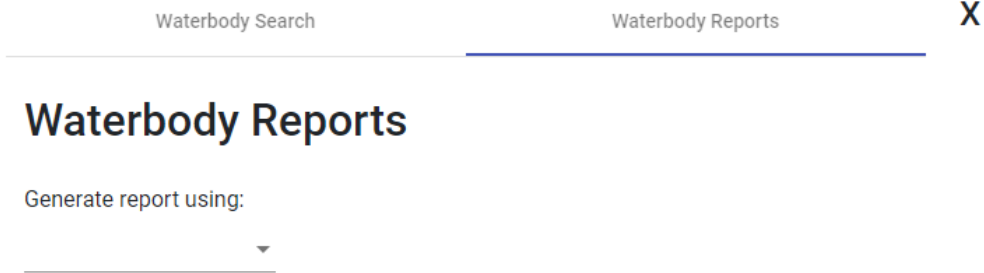 Waterbody Search
Waterbody Reports
X
Waterbody Reports
Generate report using: